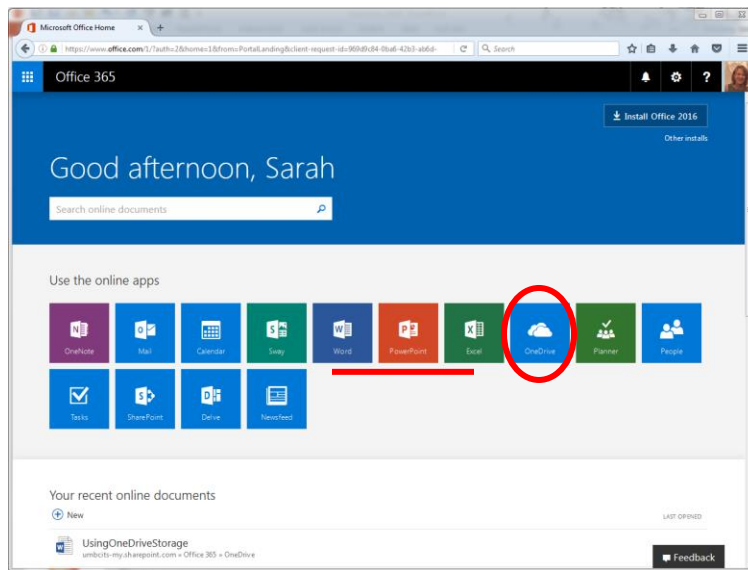 Microsoft Office Home × +
https://www.office.com/1/?auth=2&home=1&from=PortalLanding&client-request-id=969d9c84-0ba6-42b3-ab6d- Search
Office 365 ?
Install Office 2016
Other installs
Good afternoon, Sarah
Search online documents
Use the online apps
OneNote Mail Calendar Sway Word PowerPoint Excel OneDrive Planner People
Tasks SharePoint Delve Newsfeed
Your recent online documents
New LAST OPENED
UsingOneDriveStorage
umbcits-my.sharepoint.com » Office 365 » OneDrive
Feedback